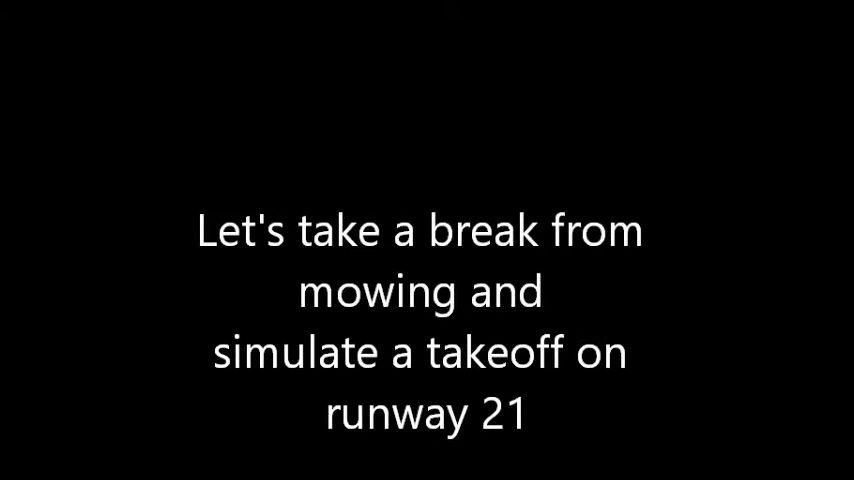 Let's take a break from
mowing and
simulate a takeoff on
runway 21